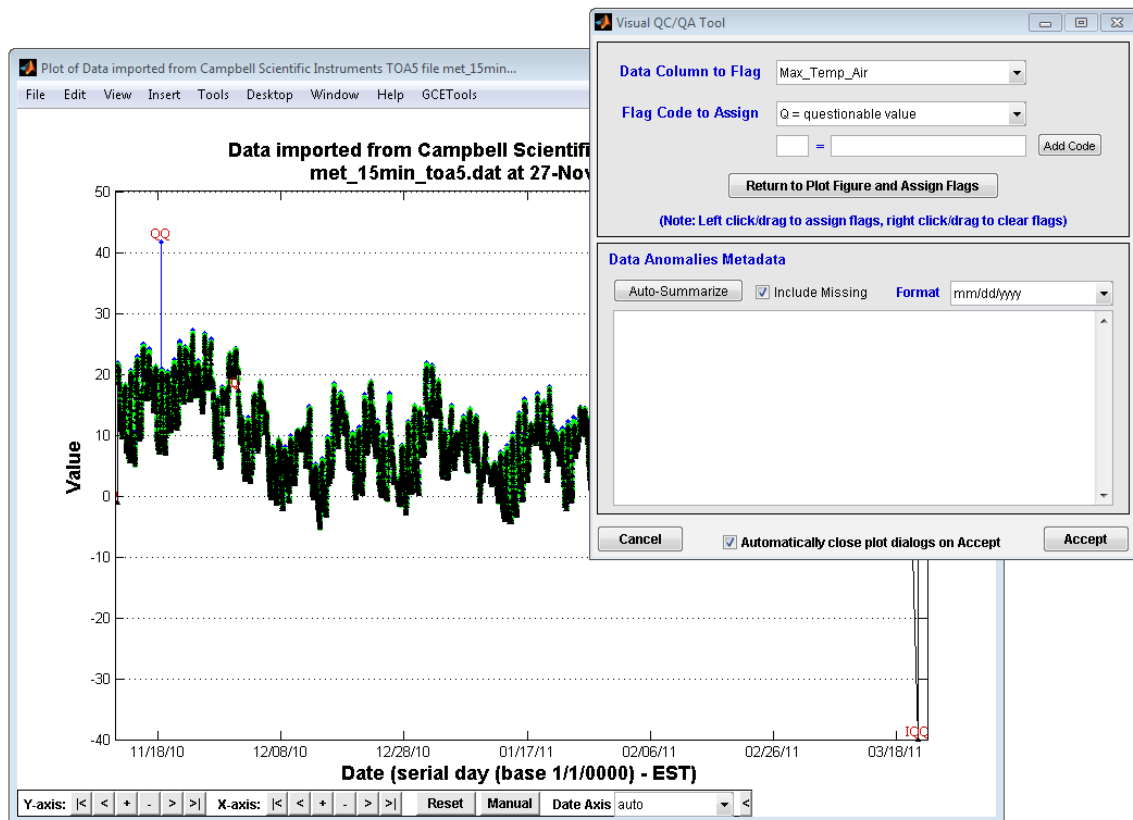 Visual QC/QA Tool
Data Column to Flag Max_Temp_Air
Flag Code to Assign Q = questionable value
= Add Code
Return to Plot Figure and Assign Flags
(Note: Left click/drag to assign flags, right click/drag to clear flags)
Data Anomalies Metadata
Auto-Summarize Include Missing Format mm/dd/yyyy
Cancel Automatically close plot dialogs on Accept Accept
Plot of Data imported from Campbell Scientific Instruments TOA5 file met_15min...
File Edit View Insert Tools Desktop Window Help GCETools
Data imported from Campbell Scientifi
met_15min_toa5.dat at 27-Nov
50
QQ
40
30
20
Q
10
0
-10
-20
-30
IQQ
-40
Value
11/18/10 12/08/10 12/28/10 01/17/11 02/06/11 02/26/11 03/18/11
Date (serial day (base 1/1/0000) - EST)
Y-axis: |< < + - > >| X-axis: |< < + - > >| Reset Manual Date Axis auto <